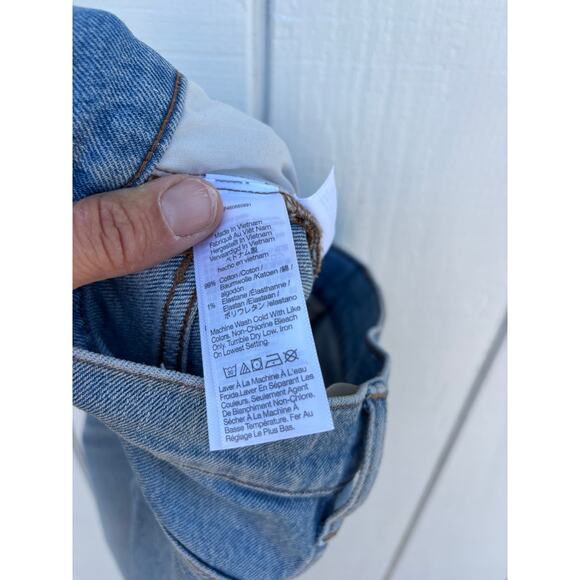 Made in Vietnam
Fabriqué Au Viêt Nam
Hergestellt in Vietnam
Vervaardigd in Vietnam
ベトナム製
hecho en vietnam
99% Cotton /Coton /
Baumwolle /Katoen /綿/
algodón
1% Elastane /Élasthanne /
Elastan /Elastaan /
ポリウレタン /elastano
Machine Wash Cold With Like
Colors. Non-Chlorine Bleach
Only. Tumble Dry Low. Iron
On Lowest Setting.
Laver À La Machine À L'eau
Froide.Laver En Séparant Les
Couleurs. Seulement Agent
De Blanchiment Non-Chlore.
Sécher À La Machine À
Basse Température. Fer Au
Réglage Le Plus Bas.